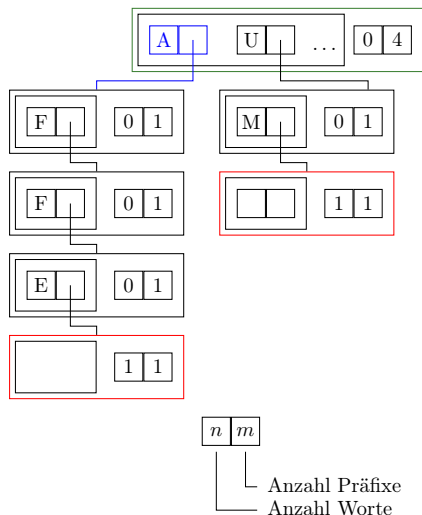 A U ... 0 4
F 0 1
M 0 1
F 0 1
1 1
E 0 1
1 1
n m
Anzahl Präfixe
Anzahl Worte